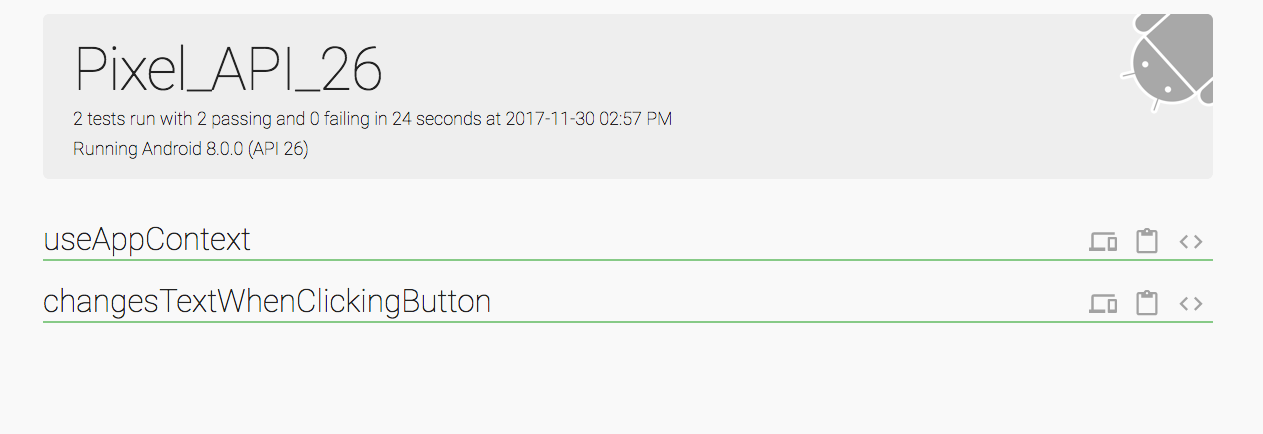 Pixel_API_26
2 tests run with 2 passing and 0 failing in 24 seconds at 2017-11-30 02:57 PM
Running Android 8.0.0 (API 26)
useAppContext
changesTextWhenClickingButton